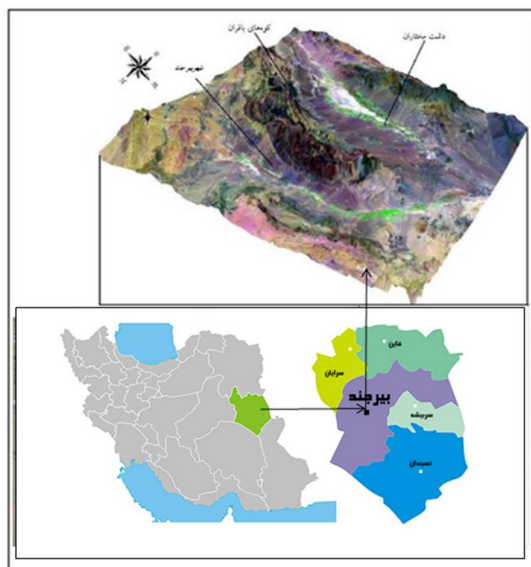 دشت مختاران
کوه‌های باقران
شهر بیرجند
قاین
سرایان
بیرجند
سربیشه
نهبندان